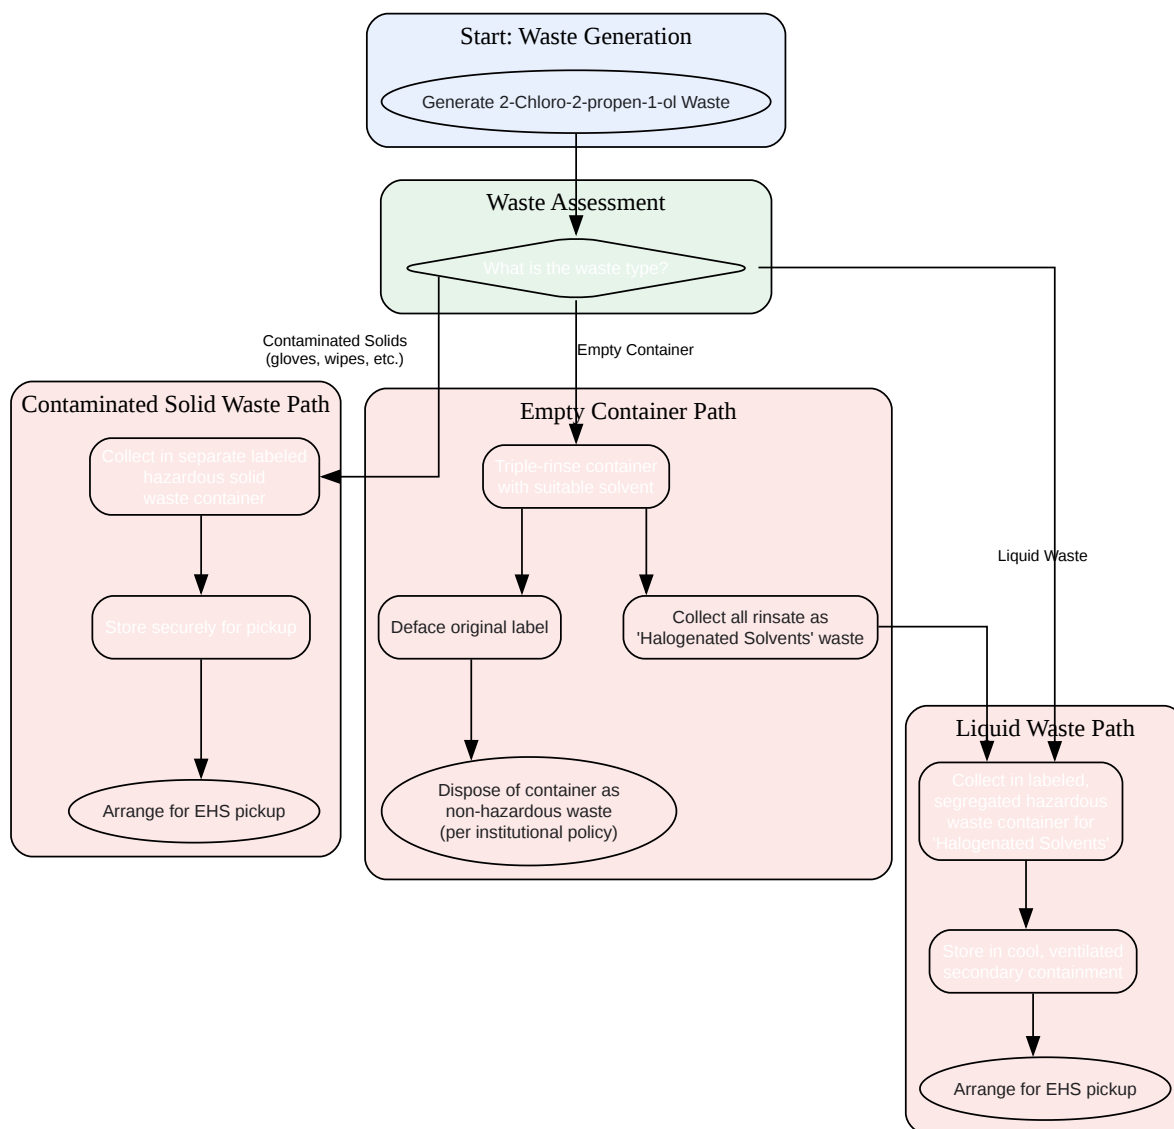 Start: Waste Generation
Generate 2-Chloro-2-propen-1-ol Waste
Waste Assessment
What is the waste type?
Contaminated Solids
(gloves, wipes, etc.)
Empty Container
Contaminated Solid Waste Path
Collect in separate labeled
hazardous solid
waste container
Store securely for pickup
Arrange for EHS pickup
Empty Container Path
Triple-rinse container
with suitable solvent
Deface original label
Collect all rinsate as
'Halogenated Solvents' waste
Dispose of container as
non-hazardous waste
(per institutional policy)
Liquid Waste
Liquid Waste Path
Collect in labeled,
segregated hazardous
waste container for
'Halogenated Solvents'
Store in cool, ventilated
secondary containment
Arrange for EHS pickup